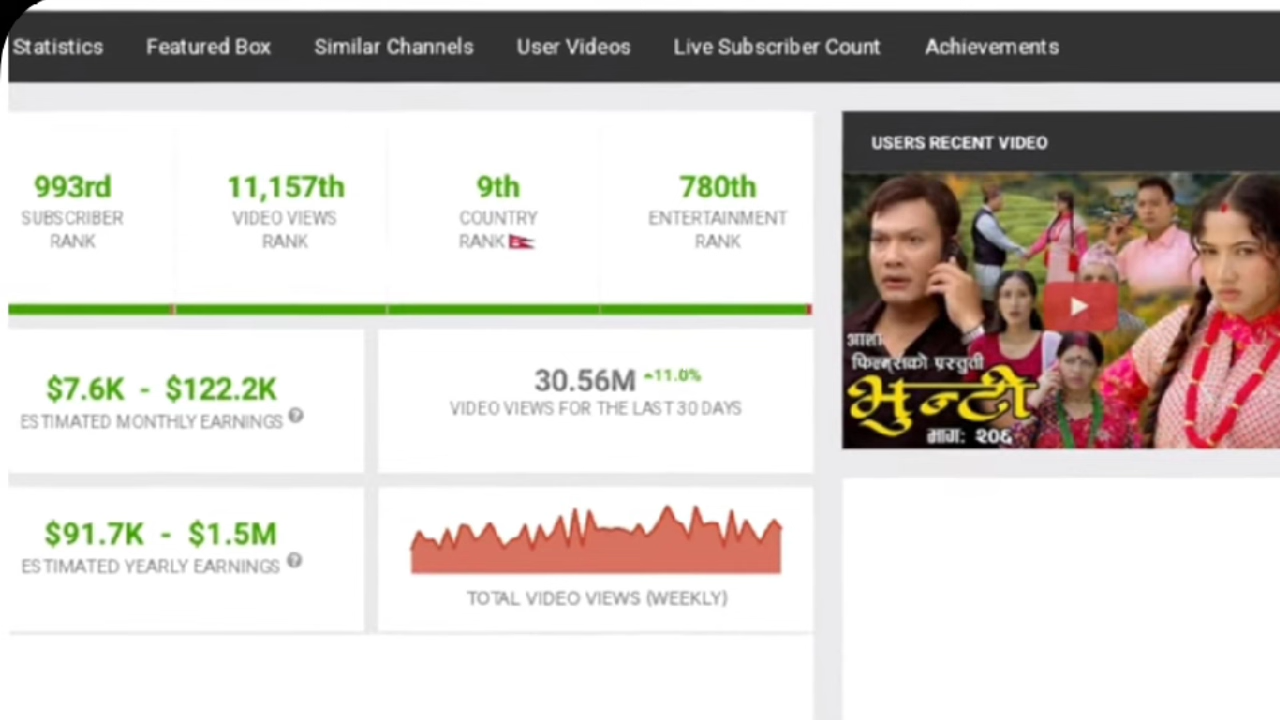 Statistics
Featured Box
Similar Channels
User Videos
Live Subscriber Count
Achievements
993rd
SUBSCRIBER
RANK
11,157th
VIDEO VIEWS
RANK
9th
COUNTRY
RANK
780th
ENTERTAINMENT
RANK
$7.6K - $122.2K
ESTIMATED MONTHLY EARNINGS ?
30.56M -11.0%
VIDEO VIEWS FOR THE LAST 30 DAYS
$91.7K - $1.5M
ESTIMATED YEARLY EARNINGS ?
TOTAL VIDEO VIEWS (WEEKLY)
USERS RECENT VIDEO
आशा
फिल्म्सको प्रस्तुती
भुन्टी
भाग: २०६